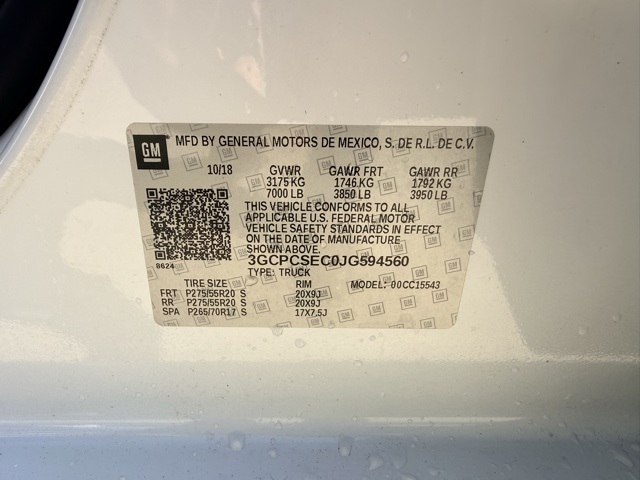 GM MFD BY GENERAL MOTORS DE MEXICO, S. DE R.L. DE C.V.
10/18 GVWR GAWR FRT GAWR RR
3175 KG 1746 KG 1792 KG
7000 LB 3850 LB 3950 LB
THIS VEHICLE CONFORMS TO ALL
APPLICABLE U.S. FEDERAL MOTOR
VEHICLE SAFETY STANDARDS IN EFFECT
ON THE DATE OF MANUFACTURE SHOWN ABOVE.
3GCPCSEC0JG594560
8624 TYPE: TRUCK
TIRE SIZE RIM MODEL: 00CC15543
FRT P275/55R20 S 20X9J
RR P275/55R20 S 20X9J
SPA P265/70R17 S 17X7.5J